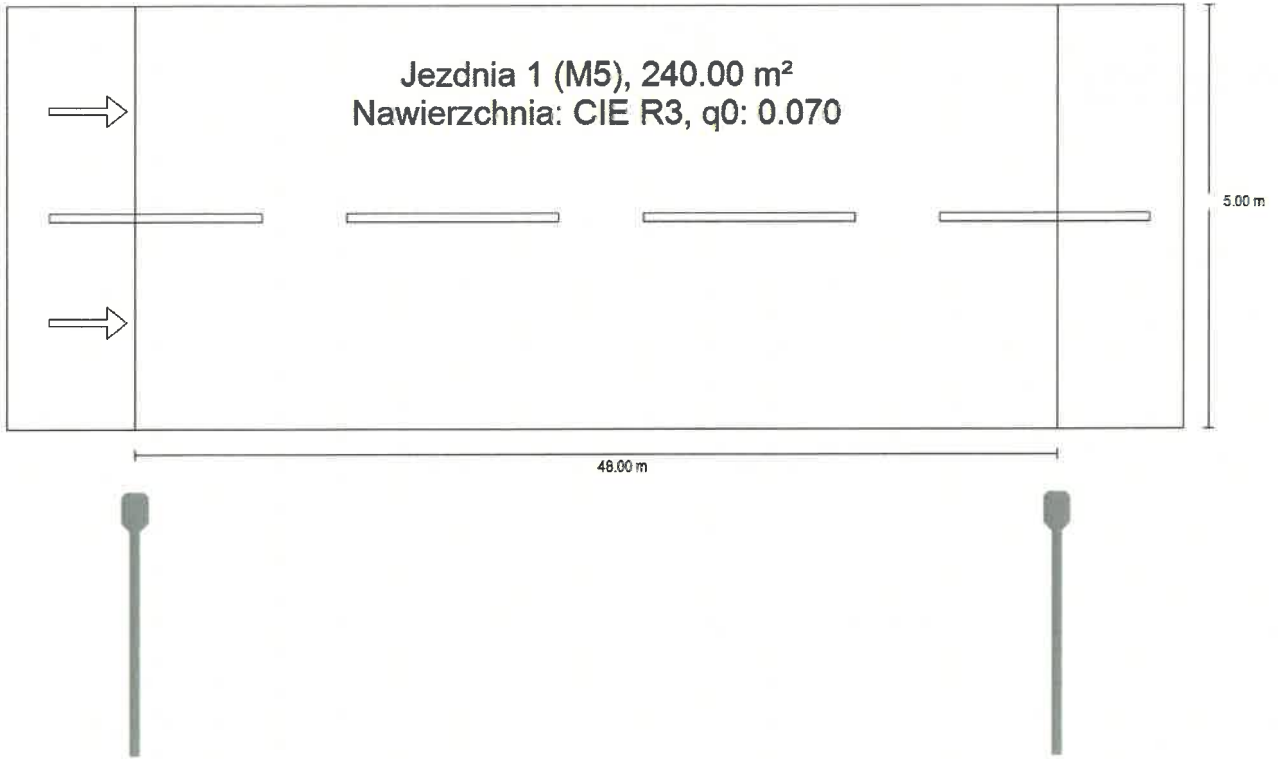 Jezdnia 1 (M5), 240.00 m²
Nawierzchnia: CIE R3, q0: 0.070
5.00 m
48.00 m